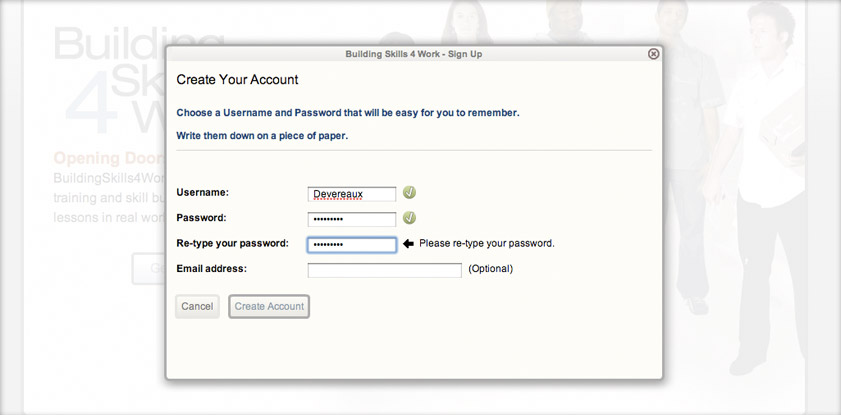 Building
4 Sk
W
Opening Door
BuildingSkills4Wor
training and skill bu
lessons in real wor
Building Skills 4 Work - Sign Up
Create Your Account
Choose a Username and Password that will be easy for you to remember.
Write them down on a piece of paper.
Username: Devereaux
Password: •••••••••
Re-type your password: ••••••••• Please re-type your password.
Email address: (Optional)
Cancel Create Account